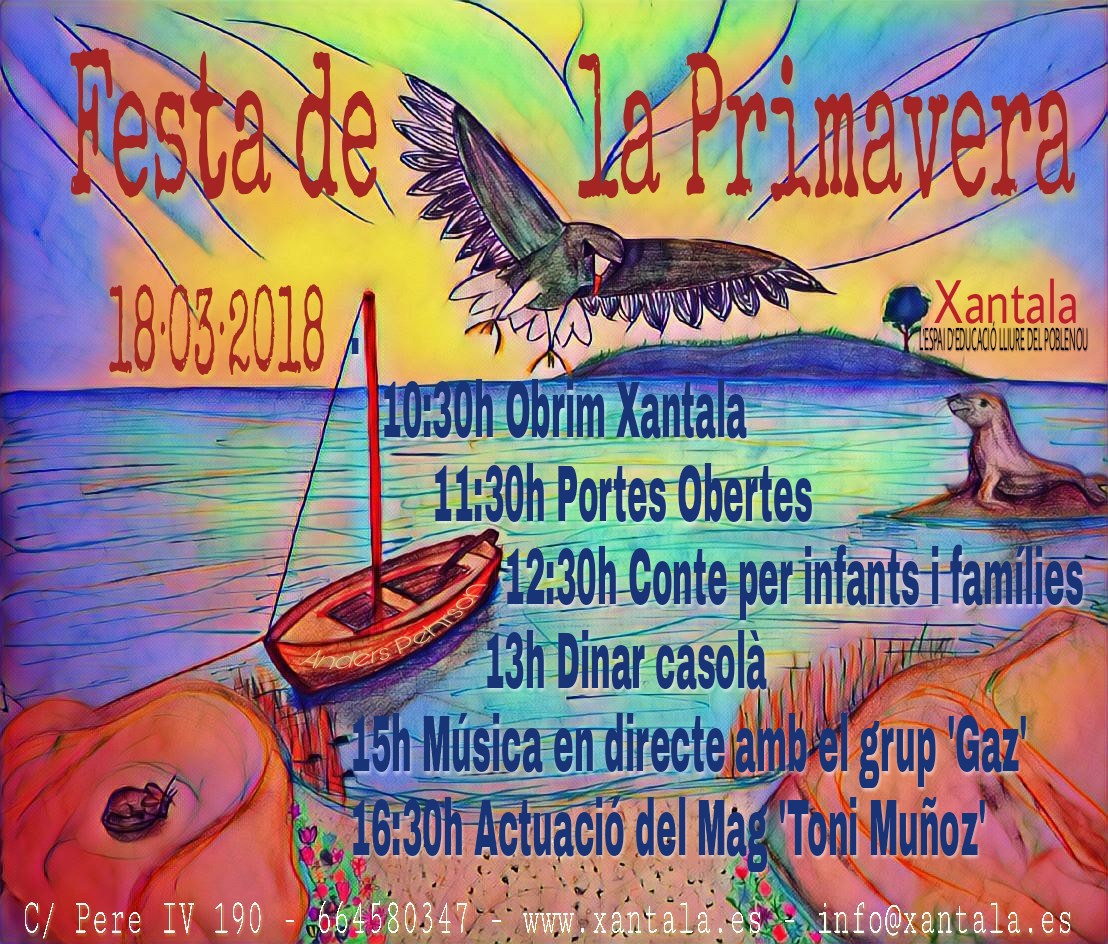 Festa de la Primavera
18·03·2018
Xantala
L'ESPAI D'EDUCACIÓ LLIURE DEL POBLENOU
10:30h Obrim Xantala
11:30h Portes Obertes
12:30h Conte per infants i famílies
13h Dinar casolà
Anders Pehrson
15h Música en directe amb el grup 'Gaz'
16:30h Actuació del Mag 'Toni Muñoz'
C/ Pere IV 190 - 664580347 - www.xantala.es - info@xantala.es